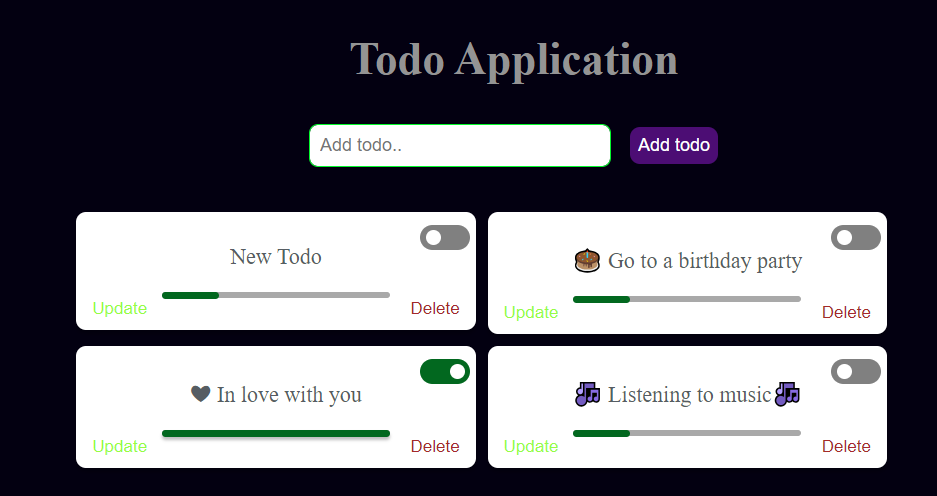 Todo Application
Add todo..
Add todo
New Todo
Update
Delete
🎂 Go to a birthday party
Update
Delete
🖤 In love with you
Update
Delete
🎶 Listening to music🎶
Update
Delete